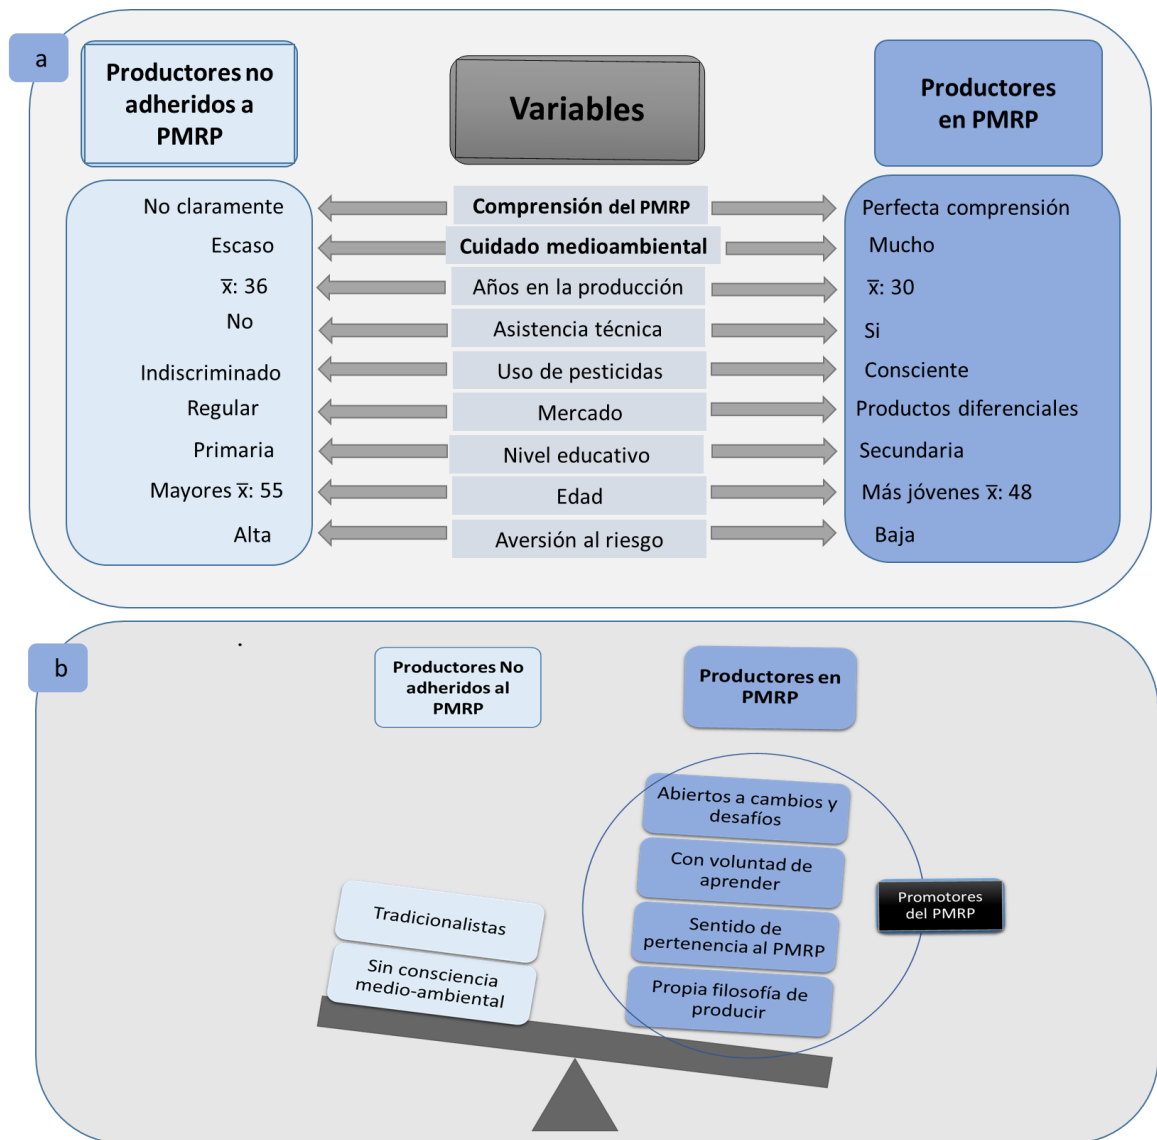 a
Productores no
adheridos a
PMRP
Variables
Productores
en PMRP
No claramente
Comprensión del PMRP
Perfecta comprensión
Escaso
Cuidado medioambiental
Mucho
x̅: 36
Años en la producción
x̅: 30
No
Asistencia técnica
Si
Indiscriminado
Uso de pesticidas
Consciente
Regular
Mercado
Productos diferenciales
Primaria
Nivel educativo
Secundaria
Mayores x̅: 55
Edad
Más jóvenes x̅: 48
Alta
Aversión al riesgo
Baja
b
Productores No
adheridos al
PMRP
Productores en
PMRP
Tradicionalistas
Sin consciencia
medio-ambiental
Abiertos a cambios y
desafíos
Con voluntad de
aprender
Sentido de
pertenencia al PMRP
Propia filosofía de
producir
Promotores
del PMRP